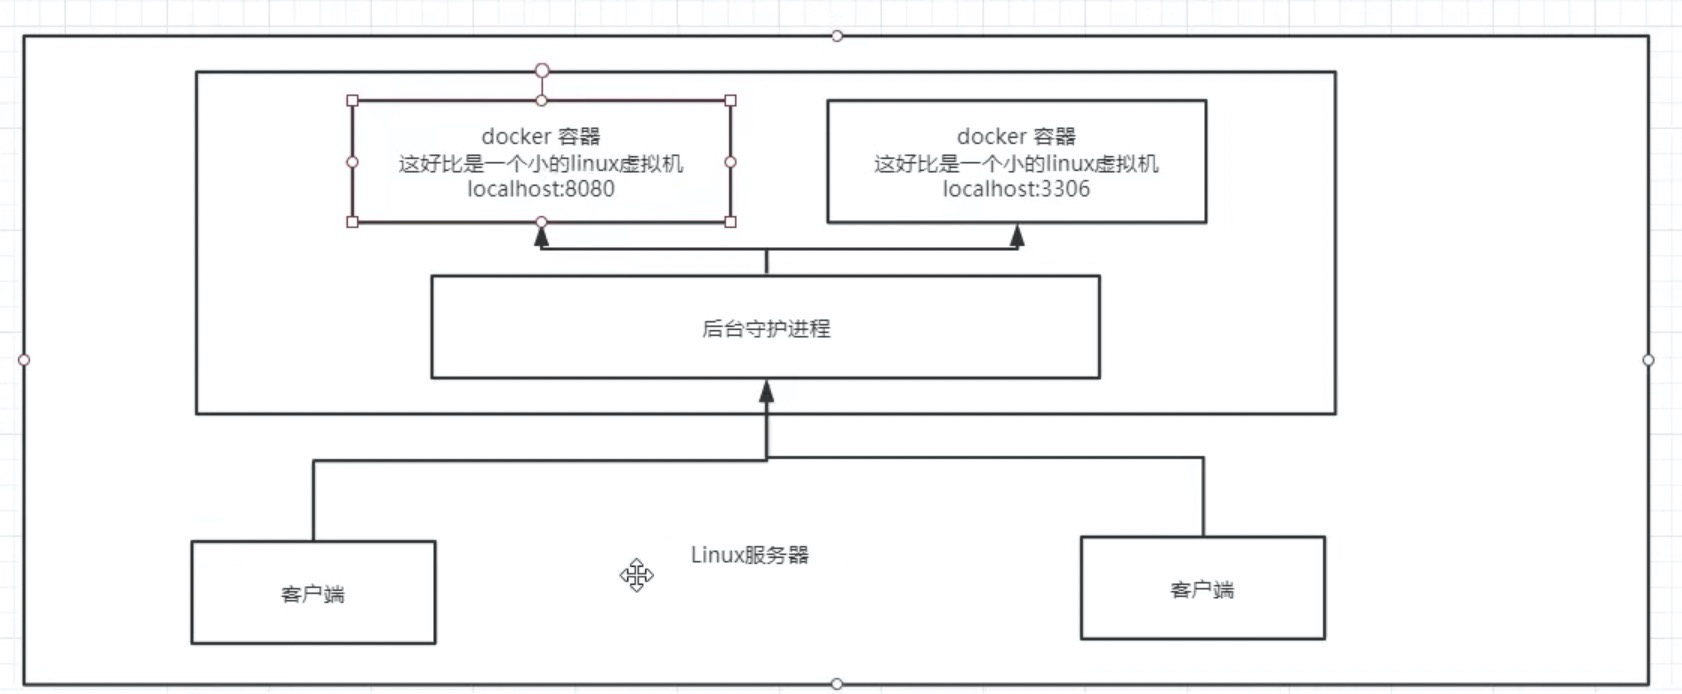 docker 容器
这好比是一个小的linux虚拟机
localhost:8080
docker 容器
这好比是一个小的linux虚拟机
localhost:3306
后台守护进程
Linux服务器
客户端
客户端